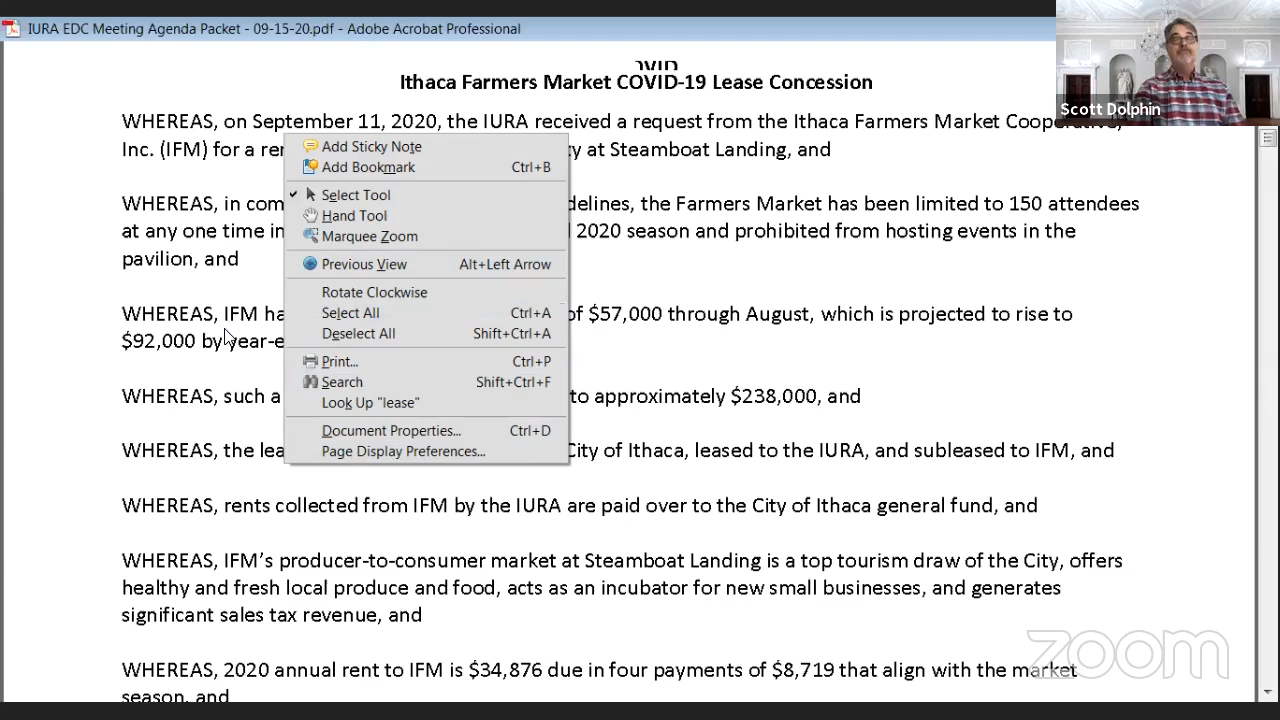 IURA EDC Meeting Agenda Packet - 09-15-20.pdf - Adobe Acrobat Professional
Scott Dolphin
Ithaca Farmers Market COVID-19 Lease Concession
WHEREAS, on September 11, 2020, the IURA received a request from the Ithaca Farmers Market Cooperative,
Inc. (IFM) for a ren y at Steamboat Landing, and
WHEREAS, in com delines, the Farmers Market has been limited to 150 attendees
at any one time in 2020 season and prohibited from hosting events in the
pavilion, and
WHEREAS, IFM ha of $57,000 through August, which is projected to rise to
$92,000 by year-e
WHEREAS, such a to approximately $238,000, and
WHEREAS, the lea City of Ithaca, leased to the IURA, and subleased to IFM, and
WHEREAS, rents collected from IFM by the IURA are paid over to the City of Ithaca general fund, and
WHEREAS, IFM's producer-to-consumer market at Steamboat Landing is a top tourism draw of the City, offers
healthy and fresh local produce and food, acts as an incubator for new small businesses, and generates
significant sales tax revenue, and
WHEREAS, 2020 annual rent to IFM is $34,876 due in four payments of $8,719 that align with the market
season, and
Add Sticky Note
Add Bookmark Ctrl+B
Select Tool
Hand Tool
Marquee Zoom
Previous View Alt+Left Arrow
Rotate Clockwise
Select All Ctrl+A
Deselect All Shift+Ctrl+A
Print... Ctrl+P
Search Shift+Ctrl+F
Look Up "lease"
Document Properties... Ctrl+D
Page Display Preferences...
zoom